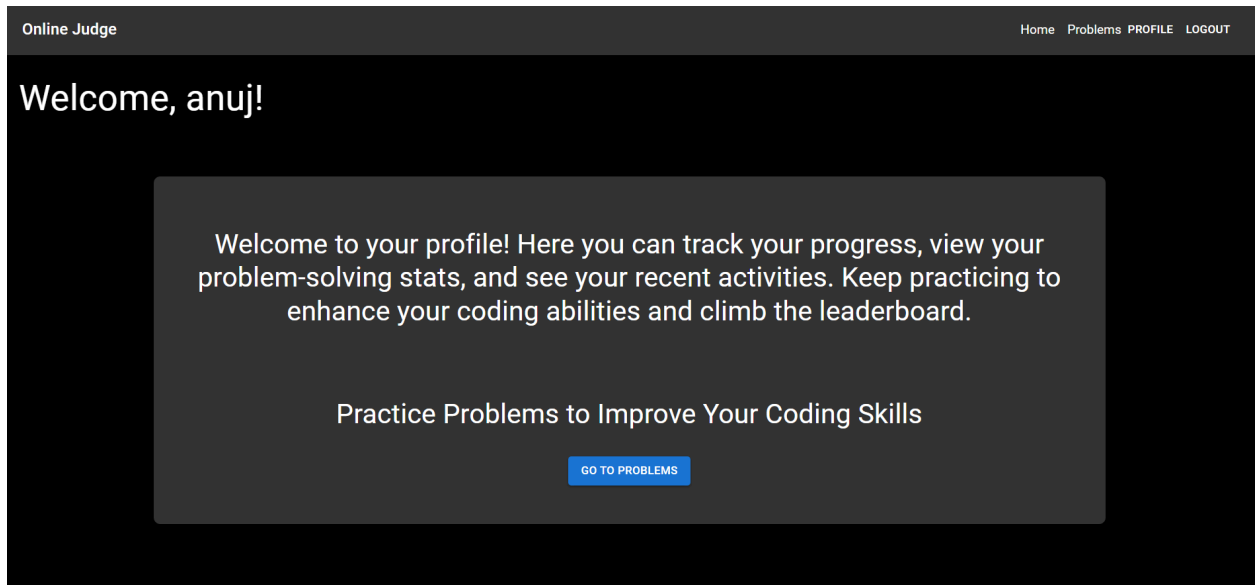 Online Judge
Home Problems PROFILE LOGOUT
Welcome, anuj!
Welcome to your profile! Here you can track your progress, view your
problem-solving stats, and see your recent activities. Keep practicing to
enhance your coding abilities and climb the leaderboard.
Practice Problems to Improve Your Coding Skills
GO TO PROBLEMS